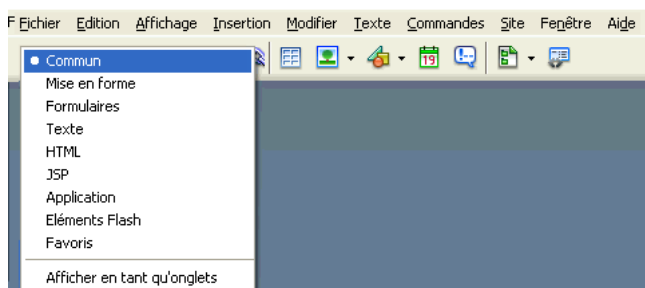 F Fichier Edition Affichage Insertion Modifier Texte Commandes Site Fenêtre Aide
Commun
19
Mise en forme
Formulaires
Texte
HTML
JSP
Application
Eléments Flash
Favoris
Afficher en tant qu'onglets